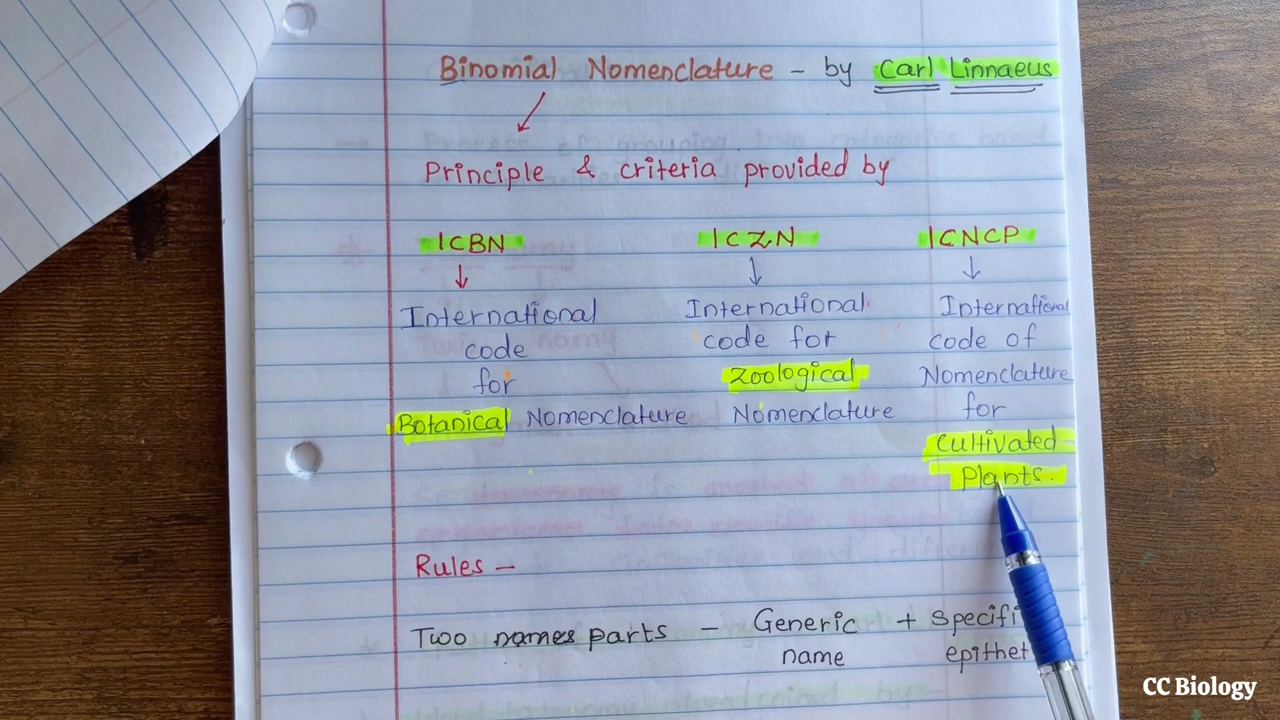 Binomial Nomenclature - by Carl Linnaeus
Principle & criteria provided by
ICBN
International
code
for
Botanical Nomenclature
ICZN
International
code for
Zoological
Nomenclature
ICNCP
International
code of
Nomenclature
for
Cultivated
Plants.
Rules -
Two names parts - Generic name + Specifi epithet
CC Biology